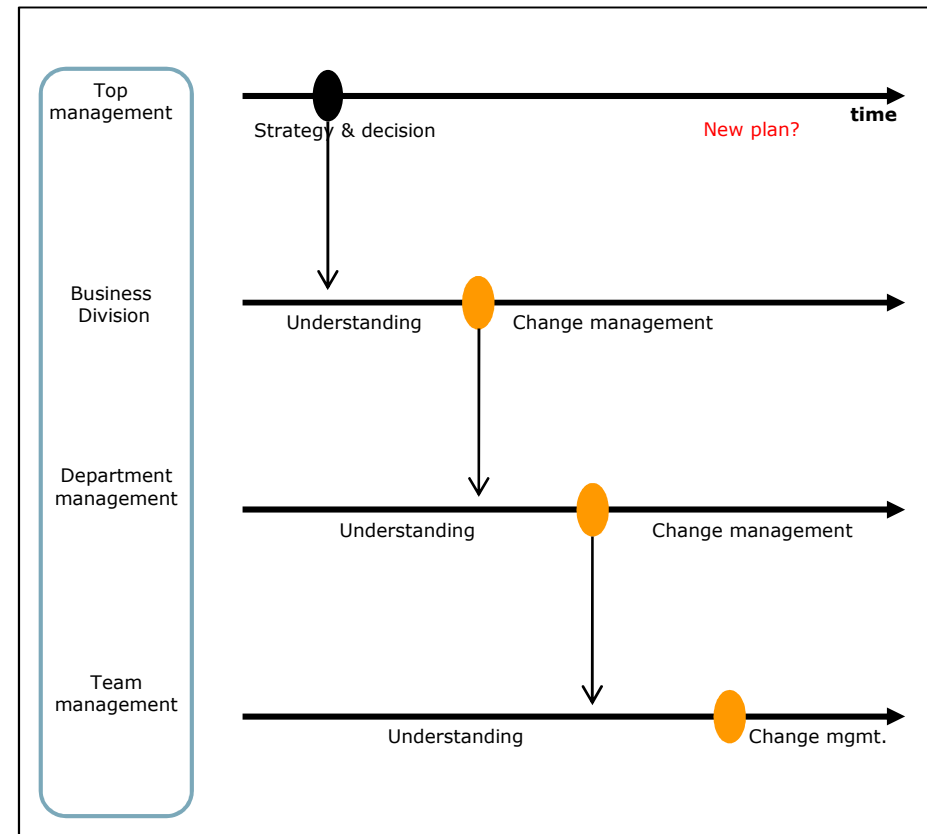 Top
management
time
Strategy & decision
New plan?
Business
Division
Understanding
Change management
Department
management
Understanding
Change management
Team
management
Understanding
Change mgmt.